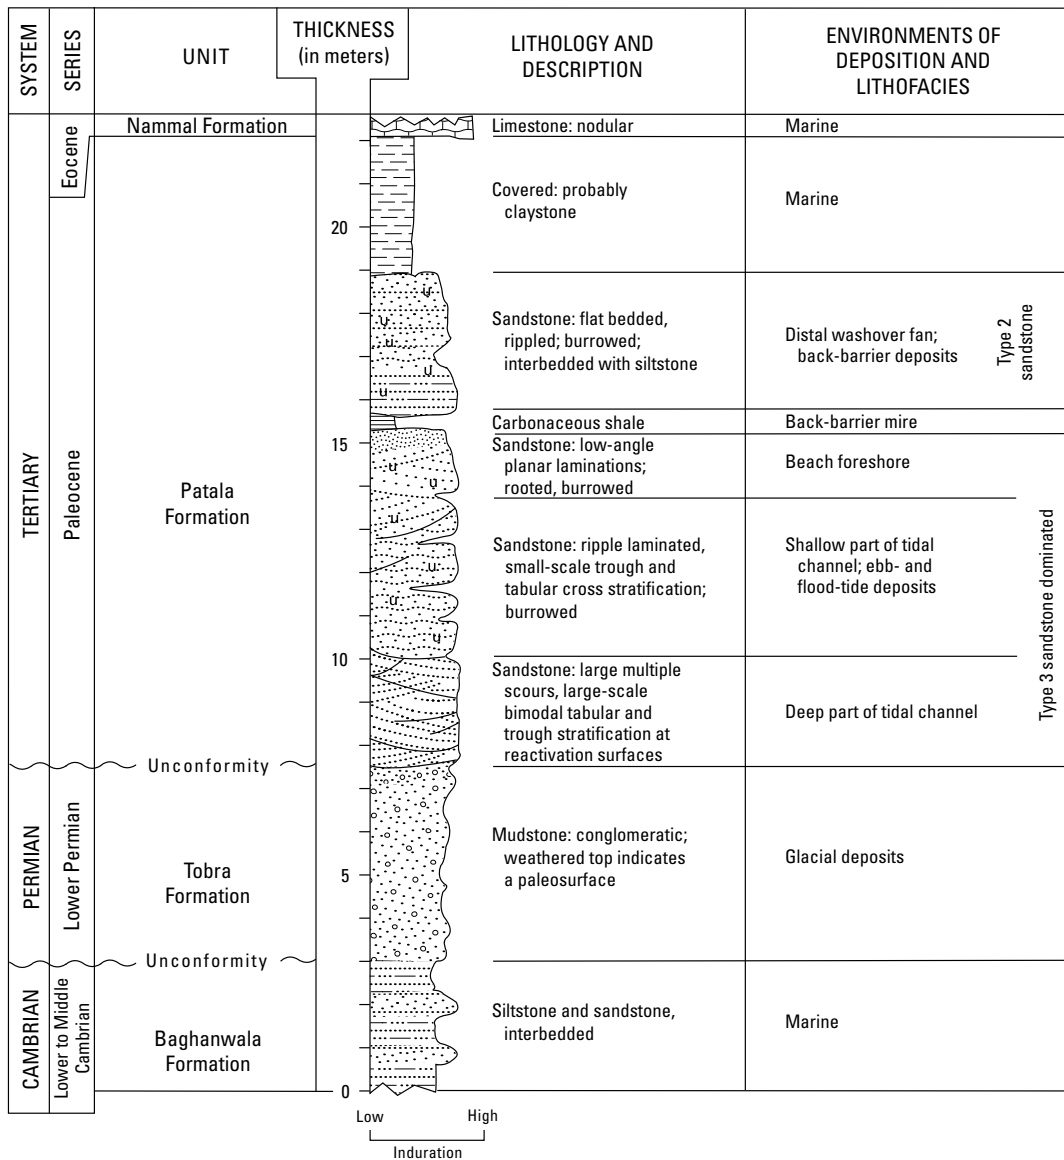 SYSTEM
SERIES
UNIT
THICKNESS
(in meters)
LITHOLOGY AND
DESCRIPTION
ENVIRONMENTS OF
DEPOSITION AND
LITHOFACIES
TERTIARY
Eocene
Nammal Formation
Limestone: nodular
Marine
Covered: probably
claystone
Marine
20
Sandstone: flat bedded,
rippled; burrowed;
interbedded with siltstone
Distal washover fan;
back-barrier deposits
Type 2
sandstone
u
u
u
u
u
Carbonaceous shale
Back-barrier mire
15
Paleocene
Patala
Formation
Sandstone: low-angle
planar laminations;
rooted, burrowed
Beach foreshore
u
u
u
Sandstone: ripple laminated,
small-scale trough and
tabular cross stratification;
burrowed
Shallow part of tidal
channel; ebb- and
flood-tide deposits
u
u
u
Type 3 sandstone dominated
10
Sandstone: large multiple
scours, large-scale
bimodal tabular and
trough stratification at
reactivation surfaces
Deep part of tidal channel
Unconformity
PERMIAN
Lower Permian
Tobra
Formation
5
Mudstone: conglomeratic;
weathered top indicates
a paleosurface
Glacial deposits
Unconformity
CAMBRIAN
Lower to Middle
Cambrian
Baghanwala
Formation
Siltstone and sandstone,
interbedded
Marine
0
Low
High
Induration